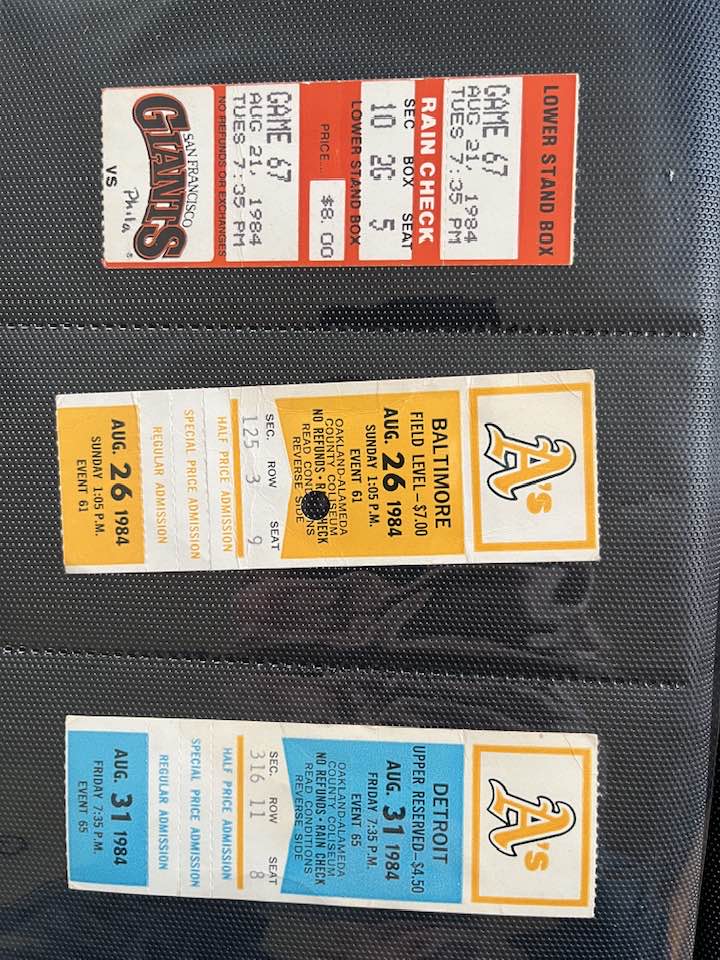 LOWER STAND BOX
GAME 67
AUG 21, 1984
TUES 7:35 PM
RAIN CHECK
SEC BOX SEAT
10 26 5
LOWER STAND BOX
PRICE... $8.00
GAME 67
AUG 21, 1984
TUES 7:35 PM
NO REFUNDS OR EXCHANGES
SAN FRANCISCO
GIANTS
VS Phila.
A's
BALTIMORE
FIELD LEVEL—$7.00
AUG. 26 1984
SUNDAY 1:05 P.M.
EVENT 61
OAKLAND-ALAMEDA
COUNTY COLISEUM
NO REFUNDS - CHECK
READ CONDITIONS
REVERSE SIDE
SEC. ROW SEAT
125 3 9
HALF PRICE ADMISSION
SPECIAL PRICE ADMISSION
REGULAR ADMISSION
AUG. 26 1984
SUNDAY 1:05 P.M.
EVENT 61
A's
DETROIT
UPPER RESERVED—$4.50
AUG. 31 1984
FRIDAY 7:35 P.M.
EVENT 65
OAKLAND-ALAMEDA
COUNTY COLISEUM
NO REFUNDS - RAIN CHECK
READ CONDITIONS
REVERSE SIDE
SEC. ROW SEAT
316 11 8
HALF PRICE ADMISSION
SPECIAL PRICE ADMISSION
REGULAR ADMISSION
AUG. 31 1984
FRIDAY 7:35 P.M.
EVENT 65